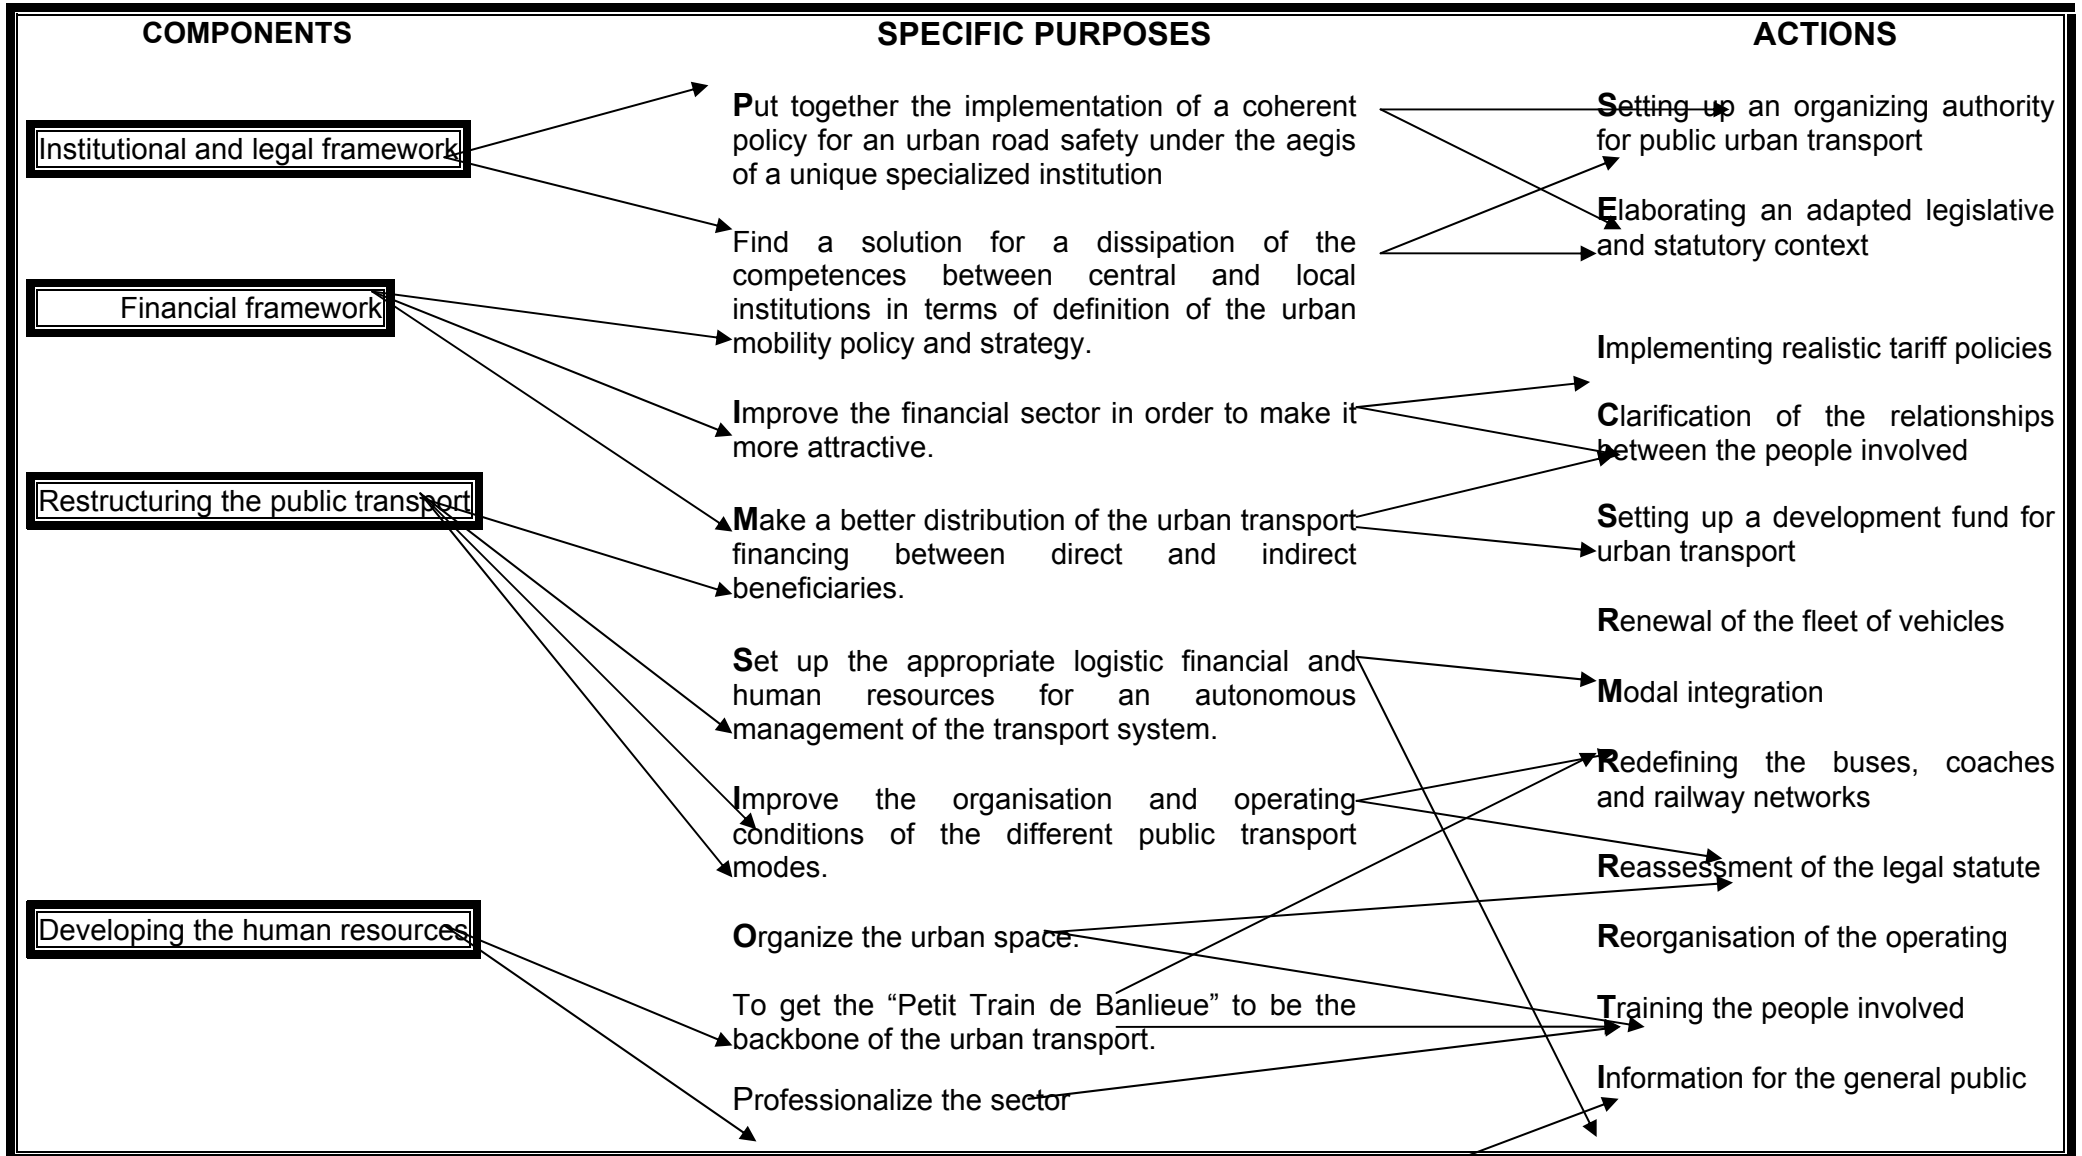 COMPONENTS
SPECIFIC PURPOSES
ACTIONS
Institutional and legal framework
Financial framework
Restructuring the public transport
Developing the human resources
Put together the implementation of a coherent
policy for an urban road safety under the aegis
of a unique specialized institution
Find a solution for a dissipation of the
competences between central and local
institutions in terms of definition of the urban
mobility policy and strategy.
Improve the financial sector in order to make it
more attractive.
Make a better distribution of the urban transport
financing between direct and indirect
beneficiaries.
Set up the appropriate logistic financial and
human resources for an autonomous
management of the transport system.
Improve the organisation and operating
conditions of the different public transport
modes.
Organize the urban space.
To get the “Petit Train de Banlieue” to be the
backbone of the urban transport.
Professionalize the sector
Setting up an organizing authority
for public urban transport
Elaborating an adapted legislative
and statutory context
Implementing realistic tariff policies
Clarification of the relationships
between the people involved
Setting up a development fund for
urban transport
Renewal of the fleet of vehicles
Modal integration
Redefining the buses, coaches
and railway networks
Reassessment of the legal statute
Reorganisation of the operating
Training the people involved
Information for the general public